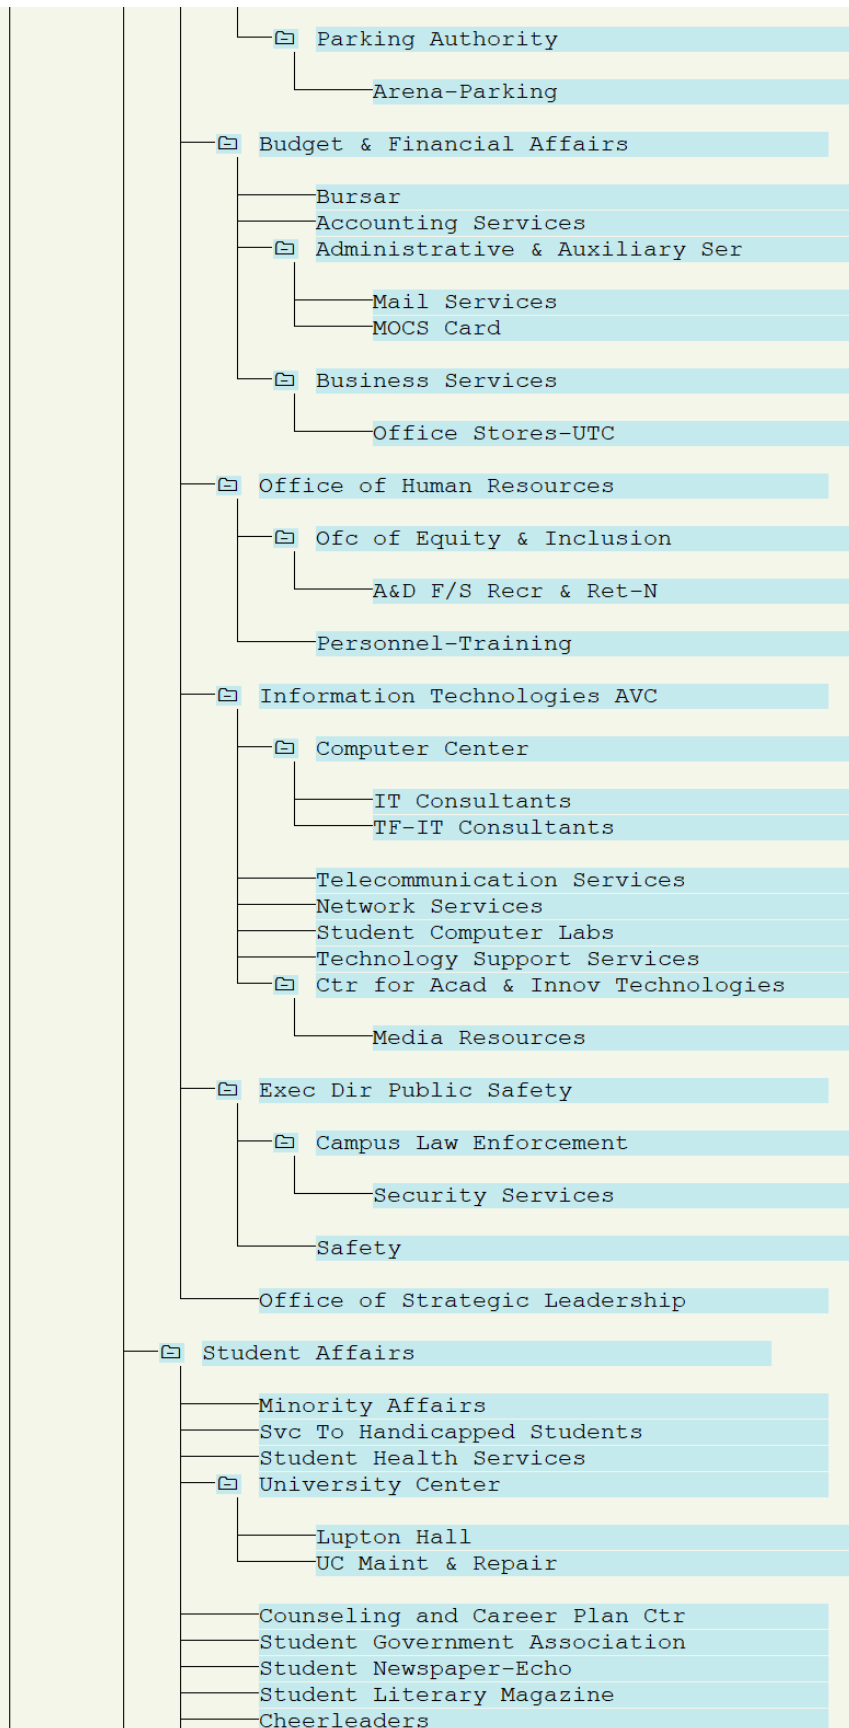 Parking Authority
Arena-Parking
Budget & Financial Affairs
Bursar
Accounting Services
Administrative & Auxiliary Ser
Mail Services
MOCS Card
Business Services
Office Stores-UTC
Office of Human Resources
Ofc of Equity & Inclusion
A&D F/S Recr & Ret-N
Personnel-Training
Information Technologies AVC
Computer Center
IT Consultants
TF-IT Consultants
Telecommunication Services
Network Services
Student Computer Labs
Technology Support Services
Ctr for Acad & Innov Technologies
Media Resources
Exec Dir Public Safety
Campus Law Enforcement
Security Services
Safety
Office of Strategic Leadership
Student Affairs
Minority Affairs
Svc To Handicapped Students
Student Health Services
University Center
Lupton Hall
UC Maint & Repair
Counseling and Career Plan Ctr
Student Government Association
Student Newspaper-Echo
Student Literary Magazine
Cheerleaders